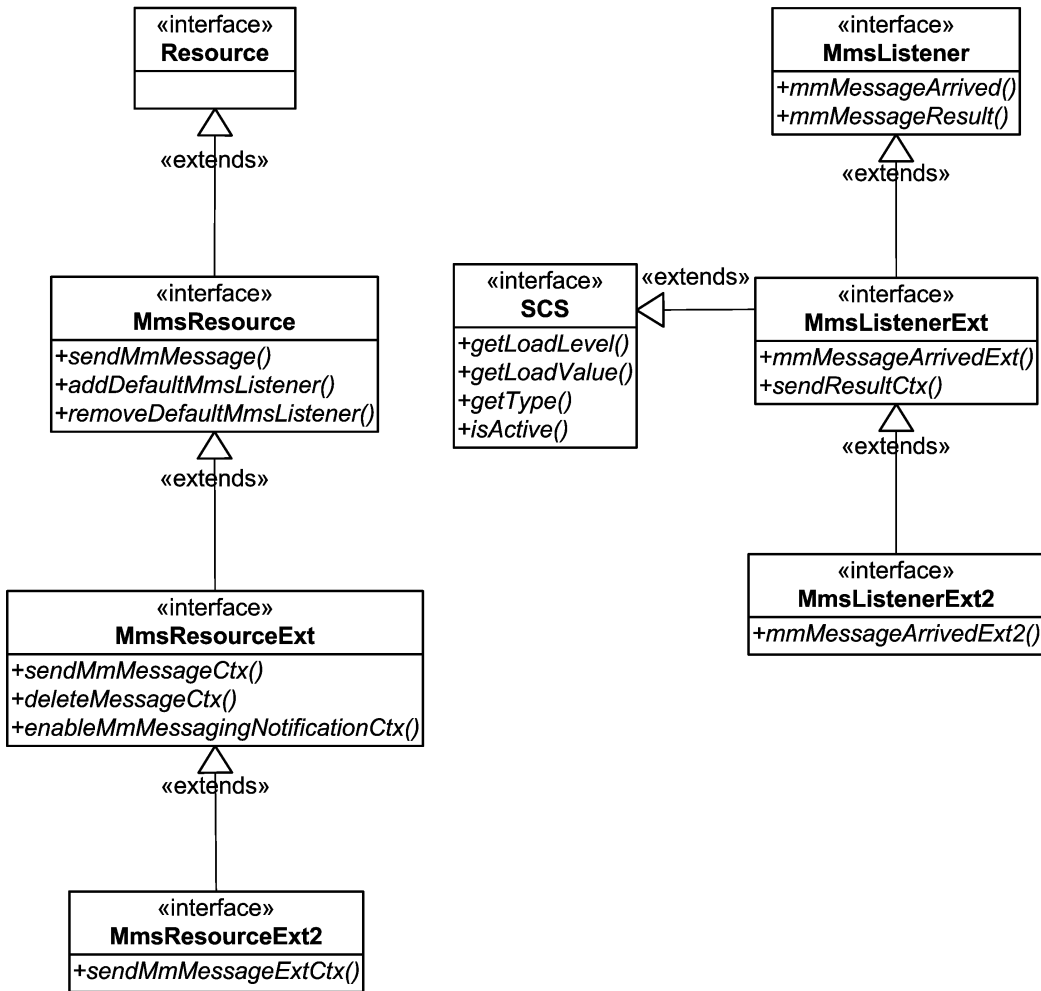 «interface»
Resource
«extends»
«interface»
MmsResource
+sendMmMessage()
+addDefaultMmsListener()
+removeDefaultMmsListener()
«extends»
«interface»
MmsResourceExt
+sendMmMessageCtx()
+deleteMessageCtx()
+enableMmMessagingNotificationCtx()
«extends»
«interface»
MmsResourceExt2
+sendMmMessageExtCtx()
«interface»
MmsListener
+mmMessageArrived()
+mmMessageResult()
«extends»
«interface»
SCS
+getLoadLevel()
+getLoadValue()
+getType()
+isActive()
«extends»
«interface»
MmsListenerExt
+mmMessageArrivedExt()
+sendResultCtx()
«extends»
«interface»
MmsListenerExt2
+mmMessageArrivedExt2()